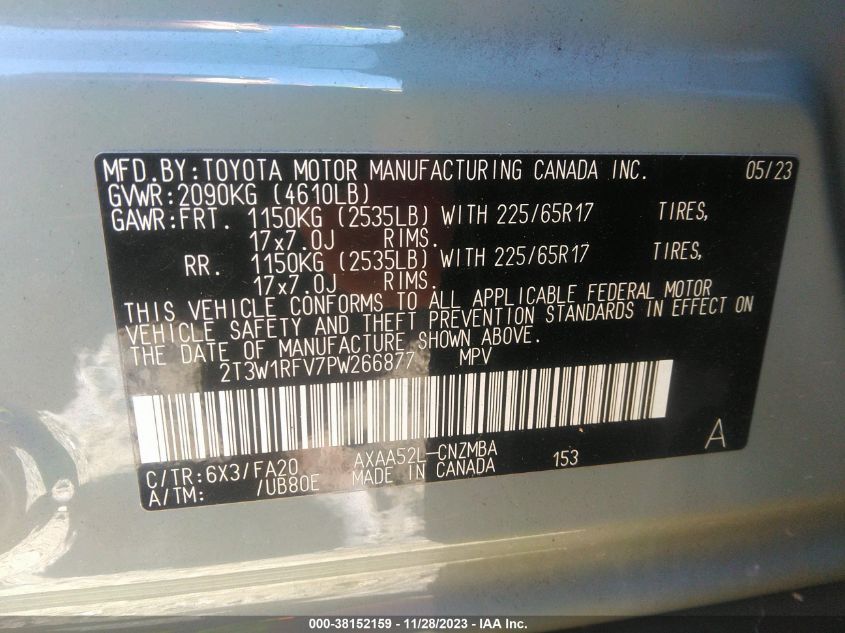 MFD.BY:TOYOTA MOTOR MANUFACTURING CANADA INC. 05/23
GVWR:2090KG (4610LB)
GAWR:FRT. 1150KG (2535LB) WITH 225/65R17 TIRES,
17x7.0J RIMS.
RR. 1150KG (2535LB) WITH 225/65R17 TIRES,
17x7.0J RIMS.
THIS VEHICLE CONFORMS TO ALL APPLICABLE FEDERAL MOTOR
VEHICLE SAFETY AND THEFT PREVENTION STANDARDS IN EFFECT ON
THE DATE OF MANUFACTURE SHOWN ABOVE.
2T3W1RFV7PW266877 MPV
A
C/TR:6X3/FA20 AXAA52L-CNZMBA 153
A/TM: /UB80E MADE IN CANADA
000-38152159 — 11/28/2023 — IAA Inc.